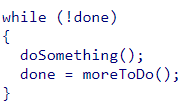 while (!done)
{
  doSomething();
  done = moreToDo();
}